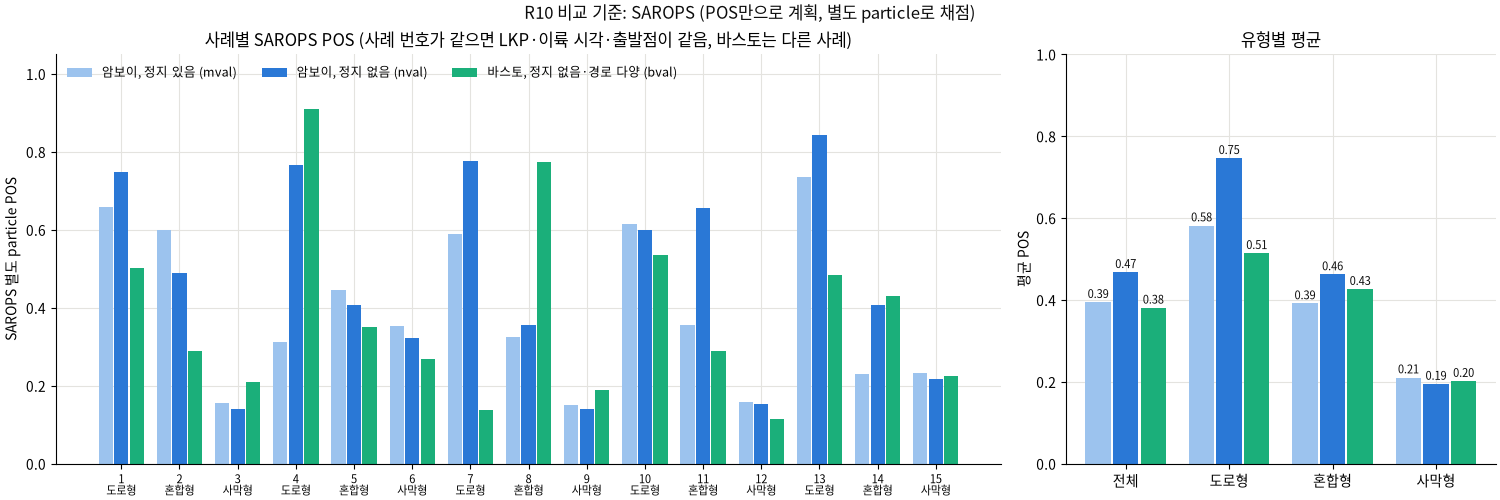 R10 비교 기준: SAROPS (POS만으로 계획, 별도 particle로 채점)
사례별 SAROPS POS (사례 번호가 같으면 LKP·이륙 시각·출발점이 같음, 바스토는 다른 사례)
암보이, 정지 있음 (mval)
암보이, 정지 없음 (nval)
바스토, 정지 없음·경로 다양 (bval)
SAROPS 별도 particle POS
1.0
0.8
0.6
0.4
0.2
0.0
1 2 3 4 5 6 7 8 9 10 11 12 13 14 15
도로형 혼합형 사막형 도로형 혼합형 사막형 도로형 혼합형 사막형 도로형 혼합형 사막형 도로형 혼합형 사막형
유형별 평균
평균 POS
1.0
0.8
0.6
0.4
0.2
0.0
0.39 0.47 0.38
0.58 0.75 0.51
0.39 0.46 0.43
0.21 0.19 0.20
전체 도로형 혼합형 사막형